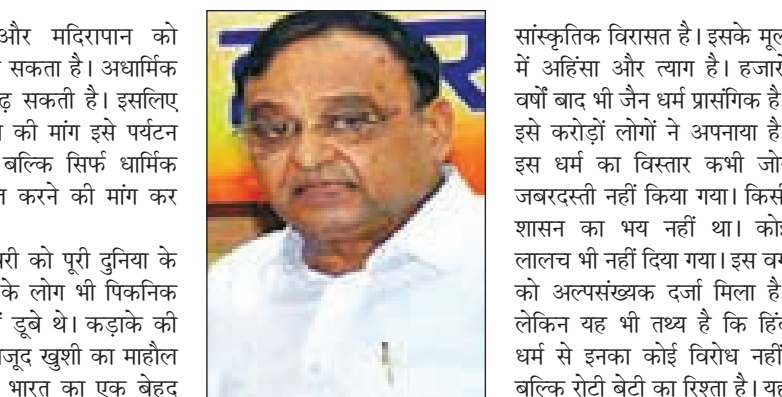 और मदिरापान को
सकता है। अधार्मिक
सकती है। इसलिए
की मांग इसे पर्यटन
बल्कि सिर्फ धार्मिक
करने की मांग कर
को पूरी दुनिया के
के लोग भी पिकनिक
डूबे थे। कड़ाके की
खुशी का माहौल
भारत का एक बेहद
सांस्कृतिक विरासत है। इसके मूल
में अहिंसा और त्याग है। हजारों
वर्षों बाद भी जैन धर्म प्रासंगिक है
इसे करोड़ों लोगों ने अपनाया है
इस धर्म का विस्तार कभी
जबरदस्ती नहीं किया गया।
शासन का भय नहीं था।
लालच भी नहीं दिया गया। इस
को अल्पसंख्यक दर्जा मिला है
लेकिन यह भी तथ्य है कि
धर्म से इनका कोई विरोध नहीं
बल्कि रोटी बेटी का रिश्ता है।